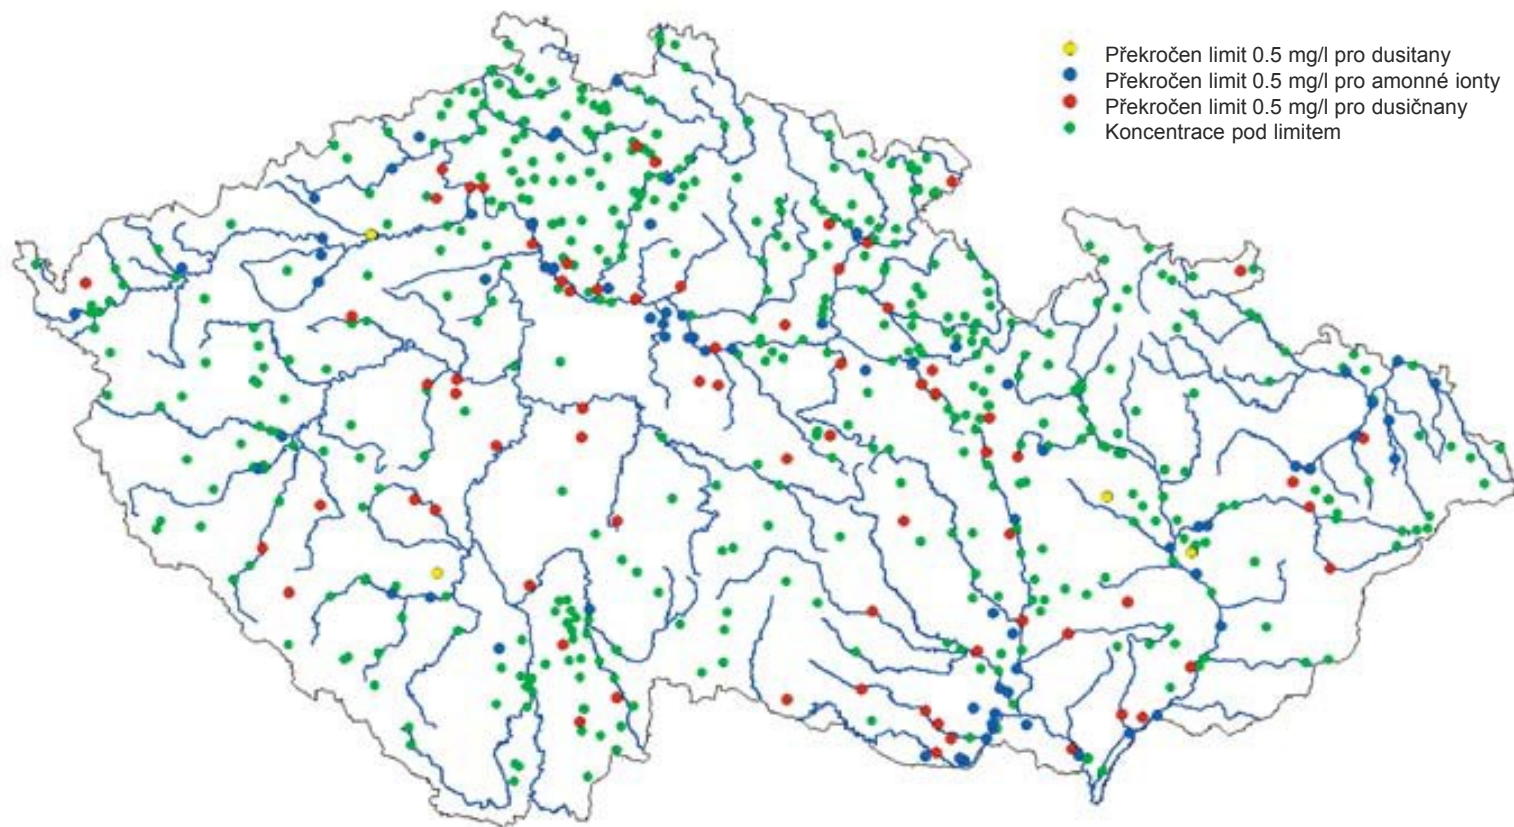 Překročen limit 0.5 mg/l pro dusitany
Překročen limit 0.5 mg/l pro amonné ionty
Překročen limit 0.5 mg/l pro dusičnany
Koncentrace pod limitem